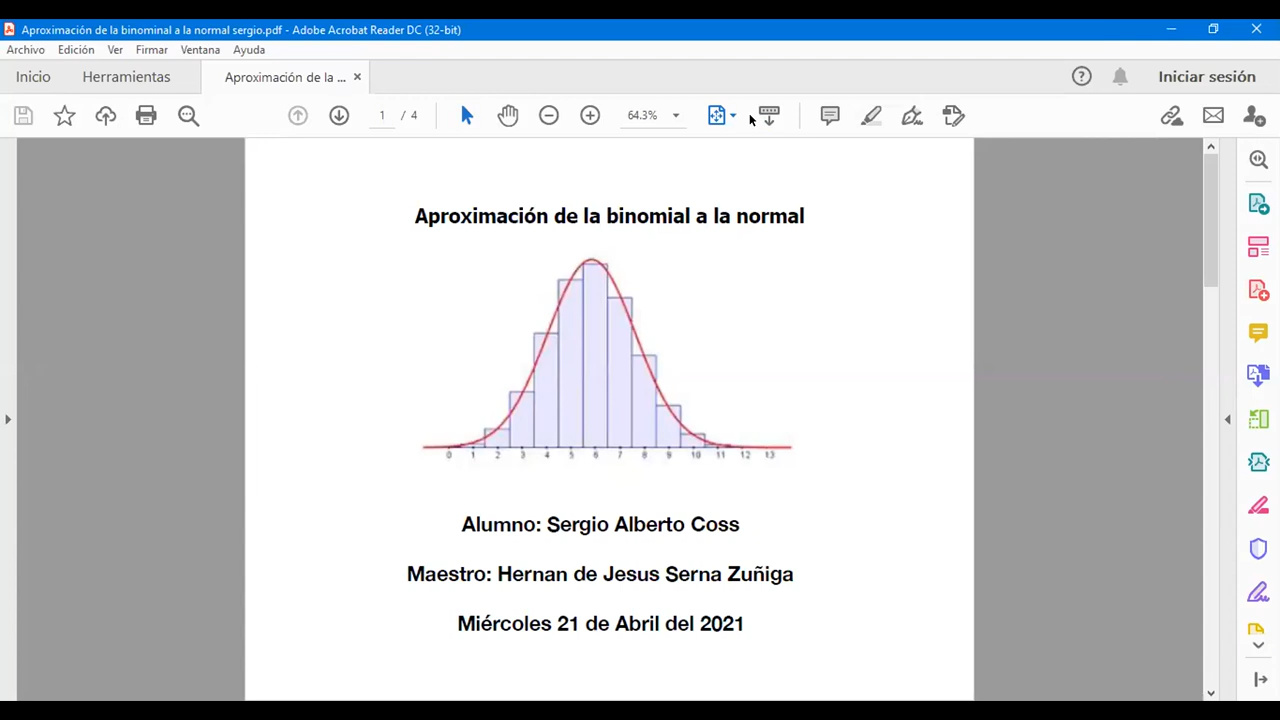 Aproximación de la binominal a la normal sergio.pdf - Adobe Acrobat Reader DC (32-bit)
Archivo Edición Ver Firmar Ventana Ayuda
Inicio Herramientas Aproximación de la ... Iniciar sesión
1 / 4 64.3%
Aproximación de la binomial a la normal
0 1 2 3 4 5 6 7 8 9 10 11 12 13
Alumno: Sergio Alberto Coss
Maestro: Hernan de Jesus Serna Zuñiga
Miércoles 21 de Abril del 2021